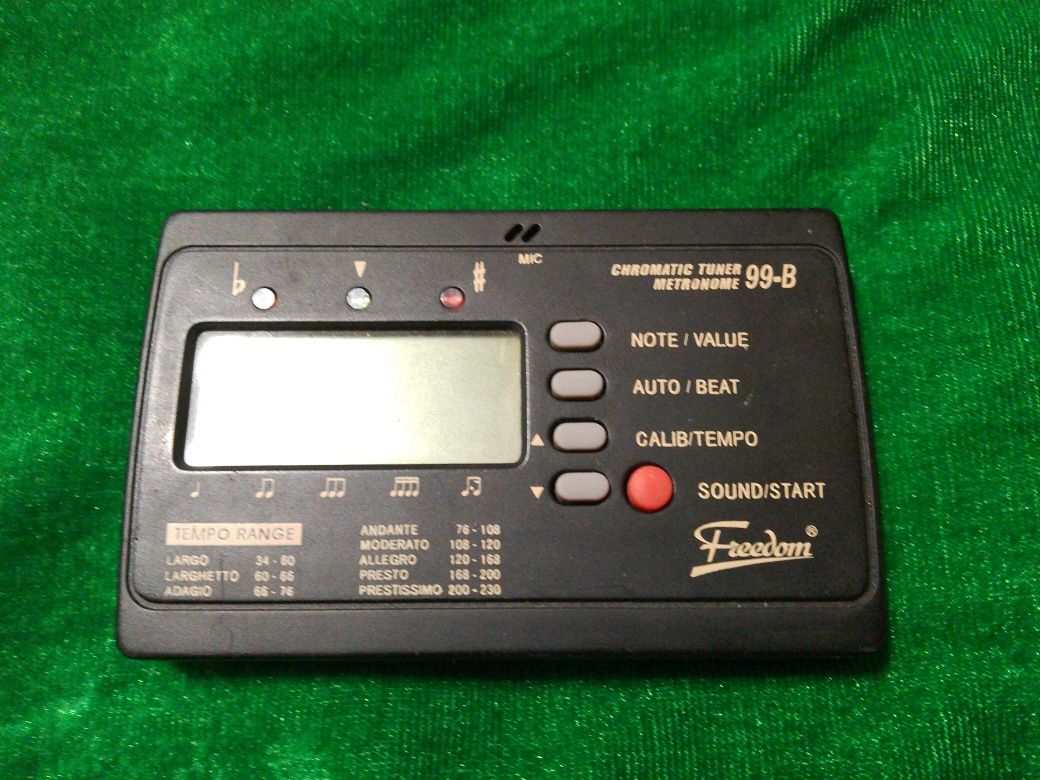 MIC
CHROMATIC TUNER
METRONOME 99-B
NOTE / VALUE
AUTO / BEAT
CALIB/TEMPO
SOUND/START
TEMPO RANGE
LARGO 34 - 60
LARGHETTO 60 - 66
ADAGIO 66 - 76
ANDANTE 76 - 108
MODERATO 108 - 120
ALLEGRO 120 - 168
PRESTO 168 - 200
PRESTISSIMO 200 - 230
Freedom®